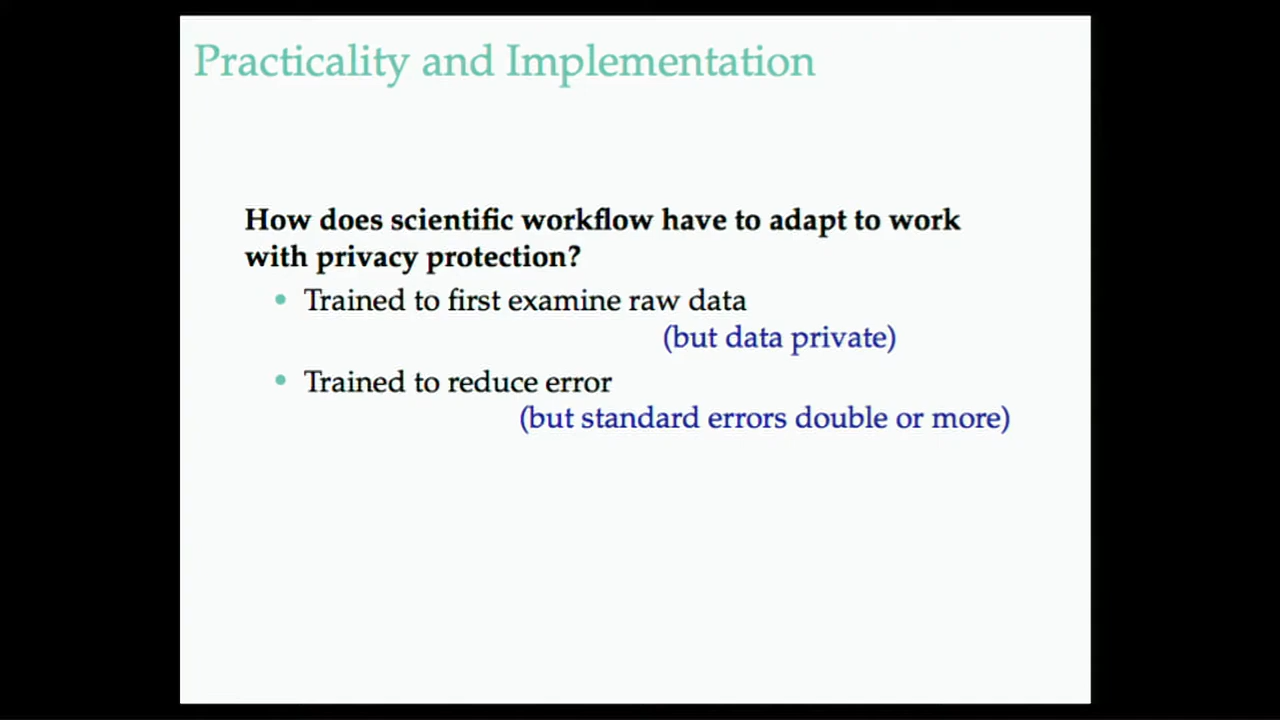 Practicality and Implementation
How does scientific workflow have to adapt to work
with privacy protection?
• Trained to first examine raw data
(but data private)
• Trained to reduce error
(but standard errors double or more)